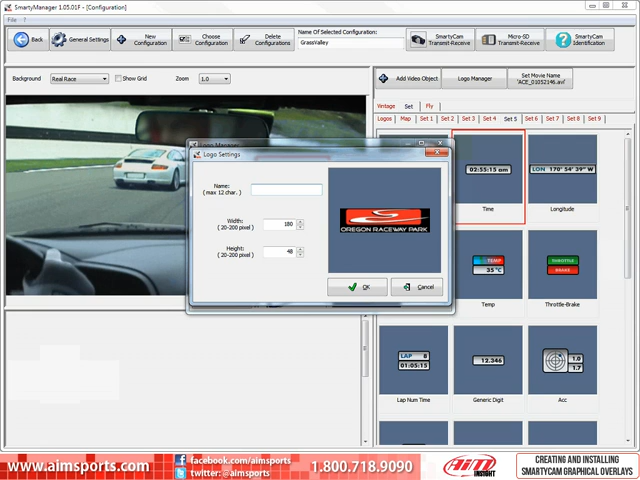 SmartyManager 1.05.01F - [Configuration]
File ?
Back
General Settings
New Configuration
Choose Configuration
Delete Configurations
Name Of Selected Configuration:
GrassValley
SmartyCam Transmit-Receive
Micro-SD Transmit-Receive
SmartyCam Identification
Background Real Race Show Grid Zoom 1.0
Add Video Object
Logo Manager
Set Movie Name 'ACE_01052146.avi'
Vintage Set Fly
Logos Map Set 1 Set 2 Set 3 Set 4 Set 5 Set 6 Set 7 Set 8 Set 9
Logo Manager
Logo Settings
Name:
( max 12 char. )
Width:
( 20-200 pixel )
180
Height:
( 20-200 pixel )
48
OREGON RACEWAY PARK
OK
Cancel
02:55:15 am
Time
LON 170° 54' 39" W
Longitude
TEMP
35 °C
Temp
THROTTLE
BRAKE
Throttle-Brake
LAP 8
01:05:15
Lap Num Time
12.346
Generic Digit
1.0
1.7
Acc
www.aimsports.com
facebook.com/aimsports
twitter: @aimsports
1.800.718.9090
AiM
INSIGHT
CREATING AND INSTALLING
SMARTYCAM GRAPHICAL OVERLAYS